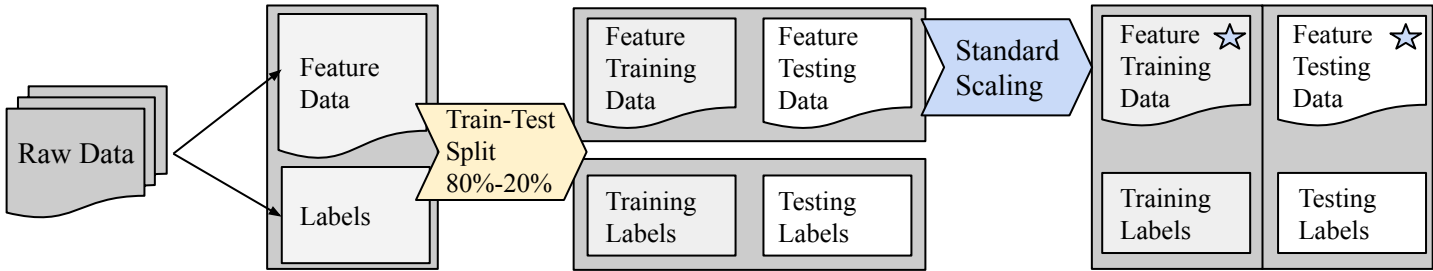 Raw Data
Feature
Data
Labels
Train-Test
Split
80%-20%
Feature
Training
Data
Feature
Testing
Data
Training
Labels
Testing
Labels
Standard
Scaling
Feature
Training
Data
Feature
Testing
Data
Training
Labels
Testing
Labels